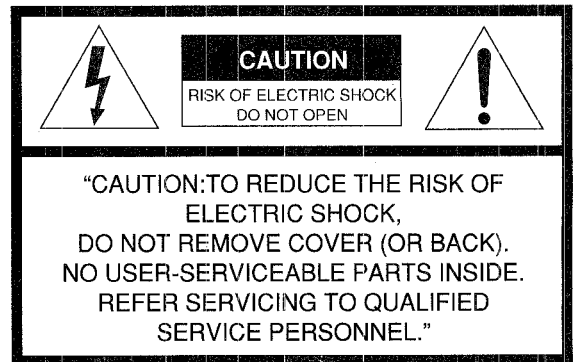 CAUTION
RISK OF ELECTRIC SHOCK
DO NOT OPEN
“CAUTION:TO REDUCE THE RISK OF
ELECTRIC SHOCK,
DO NOT REMOVE COVER (OR BACK).
NO USER-SERVICEABLE PARTS INSIDE.
REFER SERVICING TO QUALIFIED
SERVICE PERSONNEL.”